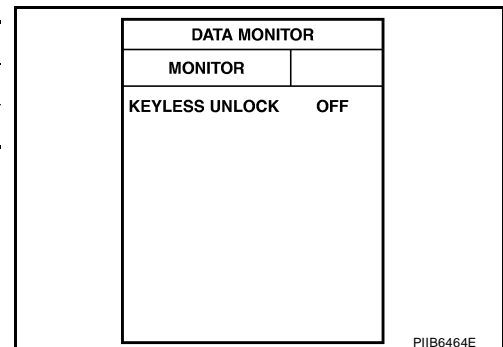 DATA MONITOR
MONITOR
KEYLESS UNLOCK OFF
PIIB6464E